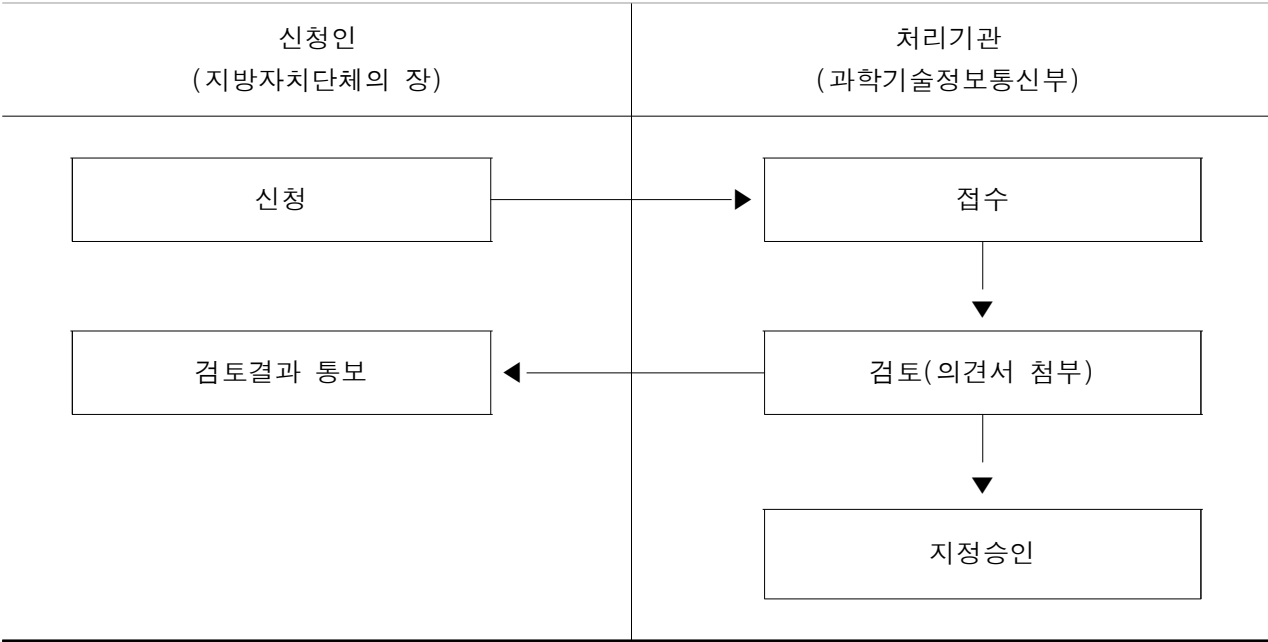 신청인
(지방자치단체의 장)
처리기관
(과학기술정보통신부)
신청
접수
검토결과 통보
검토(의견서 첨부)
지정승인